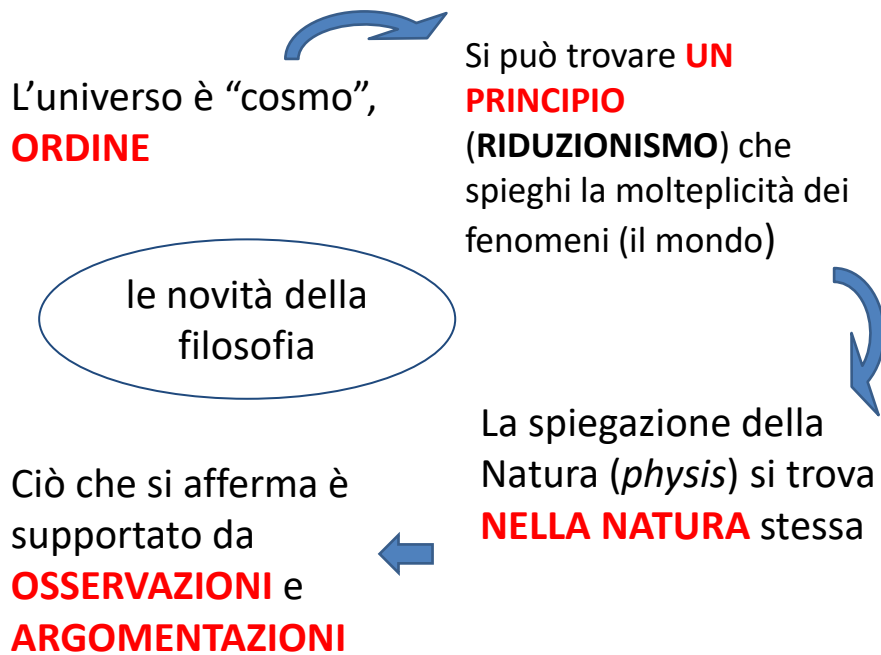 L’universo è “cosmo”,
ORDINE
Si può trovare UN
PRINCIPIO
(RIDUZIONISMO) che
spieghi la molteplicità dei
fenomeni (il mondo)
le novità della
filosofia
La spiegazione della
Natura (physis) si trova
NELLA NATURA stessa
Ciò che si afferma è
supportato da
OSSERVAZIONI e
ARGOMENTAZIONI